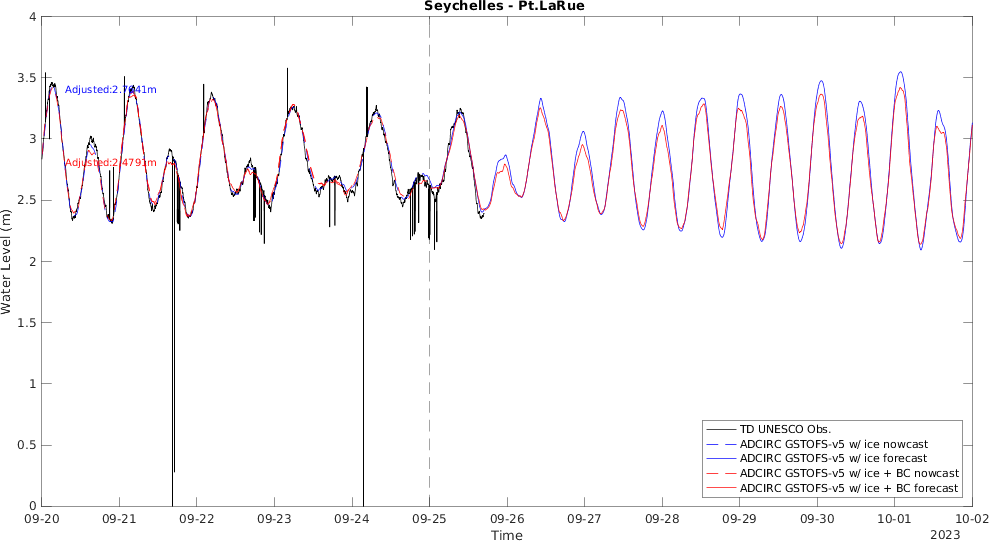 Seychelles - Pt.LaRue
4
3.5
3
2.5
2
1.5
1
0.5
0
Water Level (m)
Adjusted:2.7641m
Adjusted:2.4791m
TD UNESCO Obs.
ADCIRC GSTOFS-v5 w/ ice nowcast
ADCIRC GSTOFS-v5 w/ ice forecast
ADCIRC GSTOFS-v5 w/ ice + BC nowcast
ADCIRC GSTOFS-v5 w/ ice + BC forecast
09-20 09-21 09-22 09-23 09-24 09-25 09-26 09-27 09-28 09-29 09-30 10-01 10-02
Time
2023